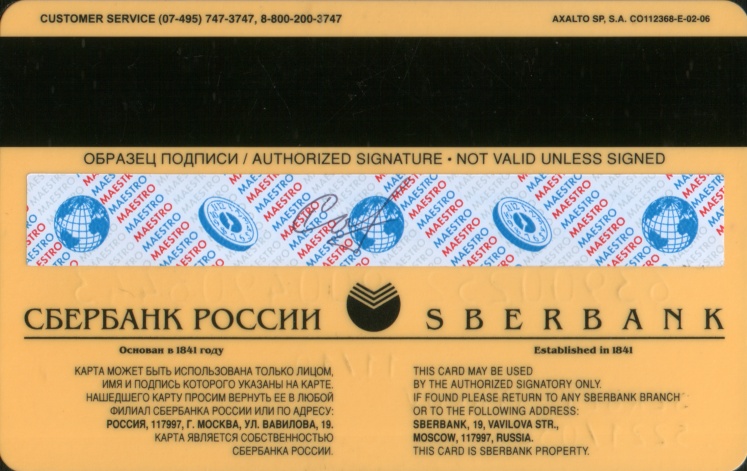 CUSTOMER SERVICE (07-495) 747-3747, 8-800-200-3747
AXALTO SP, S.A. CO112368-E-02-06
ОБРАЗЕЦ ПОДПИСИ / AUTHORIZED SIGNATURE • NOT VALID UNLESS SIGNED
MAESTRO MAESTRO MAESTRO MAESTRO MAESTRO
СБЕРБАНК РОССИИ
SBERBANK
Основан в 1841 году
Established in 1841
КАРТА МОЖЕТ БЫТЬ ИСПОЛЬЗОВАНА ТОЛЬКО ЛИЦОМ,
ИМЯ И ПОДПИСЬ КОТОРОГО УКАЗАНЫ НА КАРТЕ.
НАШЕДШЕГО КАРТУ ПРОСИМ ВЕРНУТЬ ЕЕ В ЛЮБОЙ
ФИЛИАЛ СБЕРБАНКА РОССИИ ИЛИ ПО АДРЕСУ:
РОССИЯ, 117997, Г. МОСКВА, УЛ. ВАВИЛОВА, 19.
КАРТА ЯВЛЯЕТСЯ СОБСТВЕННОСТЬЮ
СБЕРБАНКА РОССИИ.
THIS CARD MAY BE USED
BY THE AUTHORIZED SIGNATORY ONLY.
IF FOUND PLEASE RETURN TO ANY SBERBANK BRANCH
OR TO THE FOLLOWING ADDRESS:
SBERBANK, 19, VAVILOVA STR.,
MOSCOW, 117997, RUSSIA.
THIS CARD IS SBERBANK PROPERTY.